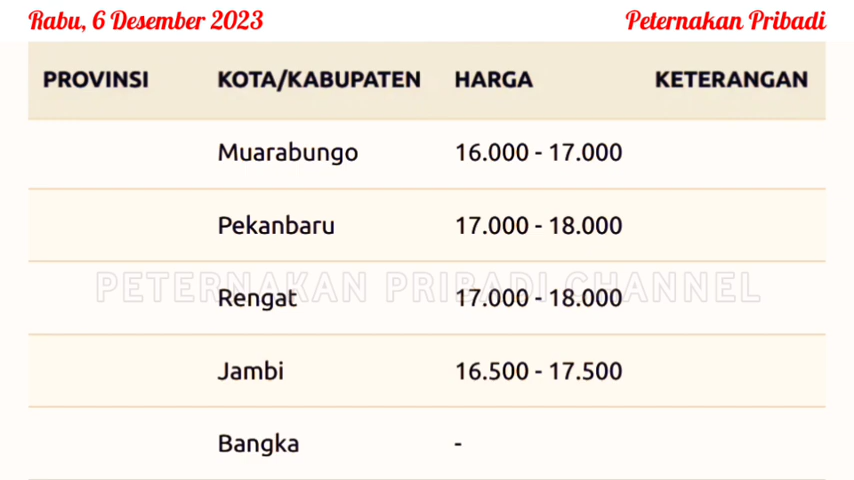 Rabu, 6 Desember 2023 Peternakan Pribadi
PROVINSI KOTA/KABUPATEN HARGA KETERANGAN
Muarabungo 16.000 - 17.000
Pekanbaru 17.000 - 18.000
PETERNAKAN PRIBADI CHANNEL
Rengat 17.000 - 18.000
Jambi 16.500 - 17.500
Bangka -